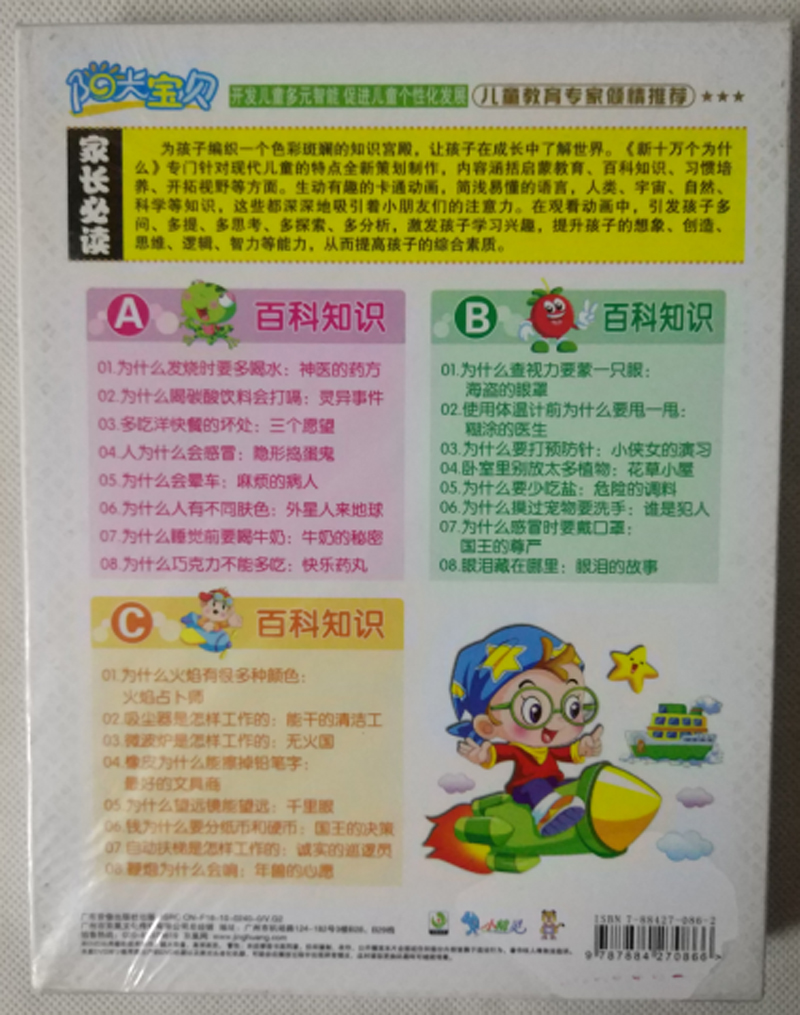 阳光宝贝
开发儿童多元智能 促进儿童个性化发展
儿童教育专家倾情推荐
家长必读
为孩子编织一个色彩斑斓的知识宫殿，让孩子在成长中了解世界。《新十万个为什
么》专门针对现代儿童的特点全新策划制作，内容涵括启蒙教育、百科知识、习惯培
养、开拓视野等方面。生动有趣的卡通动画，简浅易懂的语言，人类、宇宙、自然、
科学等知识，这些都深深地吸引着小朋友们的注意力。在观看动画中，引发孩子多
问、多提、多思考、多探索、多分析，激发孩子学习兴趣，提升孩子的想象、创造、
思维、逻辑、智力等能力，从而提高孩子的综合素质。
A 百科知识
01.为什么发烧时要多喝水：神医的药方
02.为什么喝碳酸饮料会打嗝：灵异事件
03.多吃洋快餐的坏处：三个愿望
04.人为什么会感冒：隐形捣蛋鬼
05.为什么会晕车：麻烦的病人
06.为什么人有不同肤色：外星人来地球
07.为什么睡觉前要喝牛奶：牛奶的秘密
08.为什么巧克力不能多吃：快乐药丸
B 百科知识
01.为什么查视力要蒙一只眼：
海盗的眼罩
02.使用体温计前为什么要甩一甩：
糊涂的医生
03.为什么要打预防针：小侠女的演习
04.卧室里别放太多植物：花草小屋
05.为什么要少吃盐：危险的调料
06.为什么摸过宠物要洗手：谁是犯人
07.为什么感冒时要戴口罩：
国王的尊严
08.眼泪藏在哪里：眼泪的故事
C 百科知识
01.为什么火焰有很多种颜色：
火焰占卜师
02.吸尘器是怎样工作的：能干的清洁工
03.微波炉是怎样工作的：无火国
04.橡皮为什么能擦掉铅笔字：
最好的文具商
05.为什么望远镜能望远：千里眼
06.钱为什么要分纸币和硬币：国王的决策
07.自动扶梯是怎样工作的：诚实的巡逻员
08.鞭炮为什么会响：年兽的心愿
小精灵
ISBN 7-88427-086-2
9 787884 270866